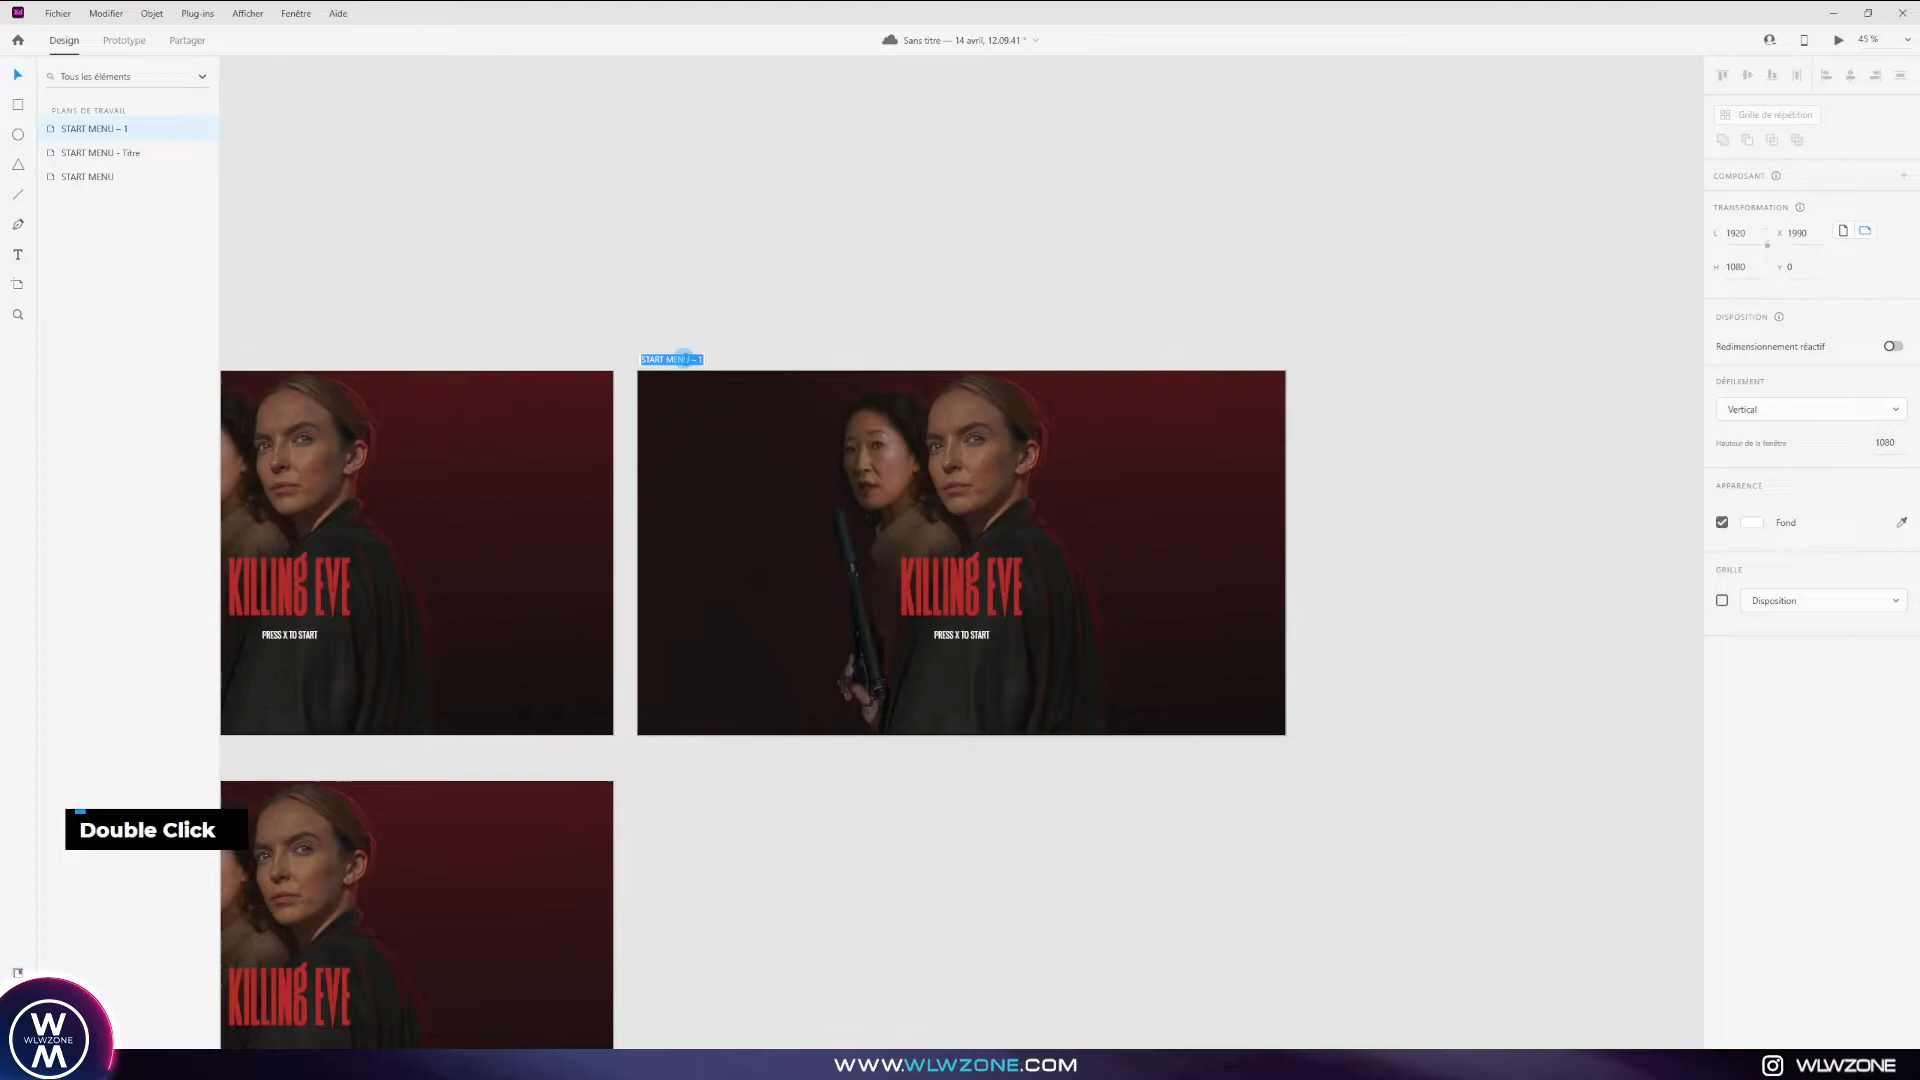 Xd Fichier Modifier Objet Plug-ins Afficher Fenêtre Aide
Design Prototype Partager Sans titre — 14 avril, 12.09.41 * 45 %
Tous les éléments
PLANS DE TRAVAIL
START MENU – 1
START MENU - Titre
START MENU
START MENU – 1
KILLING EVE
PRESS X TO START
KILLING EVE
PRESS X TO START
KILLING EVE
Double Click
Grille de répétition
COMPOSANT
TRANSFORMATION
L 1920 X 1990
H 1080 Y 0
DISPOSITION
Redimensionnement réactif
DÉFILEMENT
Vertical
Hauteur de la fenêtre 1080
APPARENCE
Fond
GRILLE
Disposition
W
WLWZONE
M
WWW.WLWZONE.COM
WLWZONE